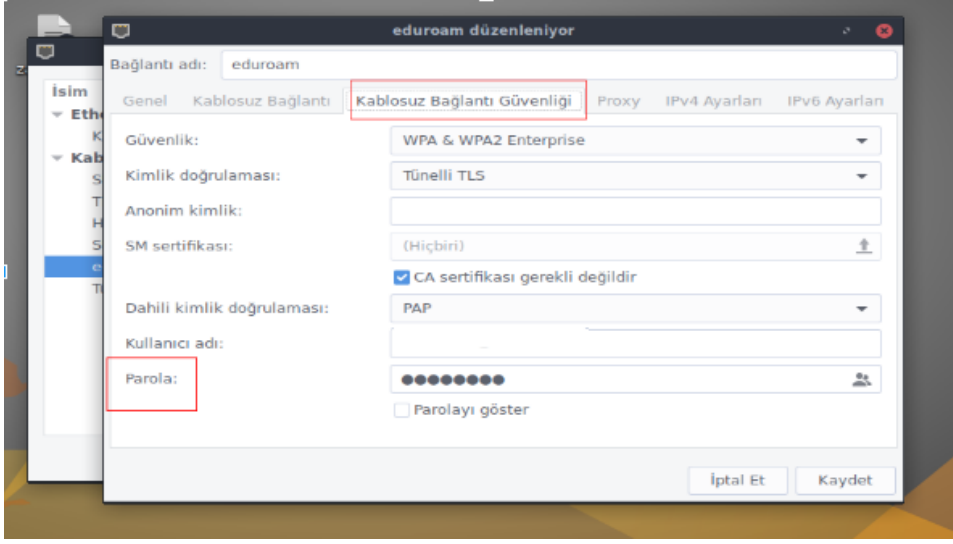 eduroam düzenleniyor
Bağlantı adı: eduroam
İsim
Genel Kablosuz Bağlantı Kablosuz Bağlantı Güvenliği Proxy IPv4 Ayarları IPv6 Ayarları
Güvenlik: WPA & WPA2 Enterprise
Kimlik doğrulaması: Tünelli TLS
Anonim kimlik:
SM sertifikası: (Hiçbiri)
CA sertifikası gerekli değildir
Dahili kimlik doğrulaması: PAP
Kullanıcı adı:
Parola: ●●●●●●●●
Parolayı göster
İptal Et Kaydet